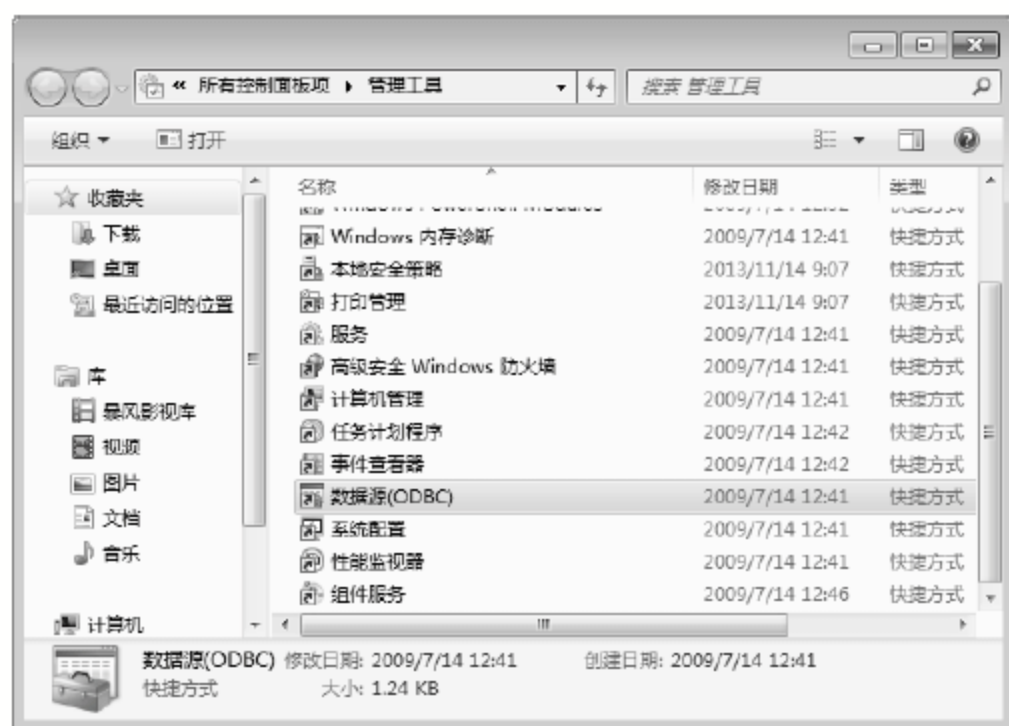 « 所有控制面板项 ▸ 管理工具
搜索 管理工具
组织 打开
名称 修改日期 类型
收藏夹
下载
桌面
最近访问的位置
库
暴风影视库
视频
图片
文档
音乐
计算机
Windows 内存诊断 2009/7/14 12:41 快捷方式
本地安全策略 2013/11/14 9:07 快捷方式
打印管理 2013/11/14 9:07 快捷方式
服务 2009/7/14 12:41 快捷方式
高级安全 Windows 防火墙 2009/7/14 12:41 快捷方式
计算机管理 2009/7/14 12:41 快捷方式
任务计划程序 2009/7/14 12:42 快捷方式
事件查看器 2009/7/14 12:42 快捷方式
数据源(ODBC) 2009/7/14 12:41 快捷方式
系统配置 2009/7/14 12:41 快捷方式
性能监视器 2009/7/14 12:41 快捷方式
组件服务 2009/7/14 12:46 快捷方式
数据源(ODBC) 修改日期: 2009/7/14 12:41 创建日期: 2009/7/14 12:41
快捷方式 大小: 1.24 KB